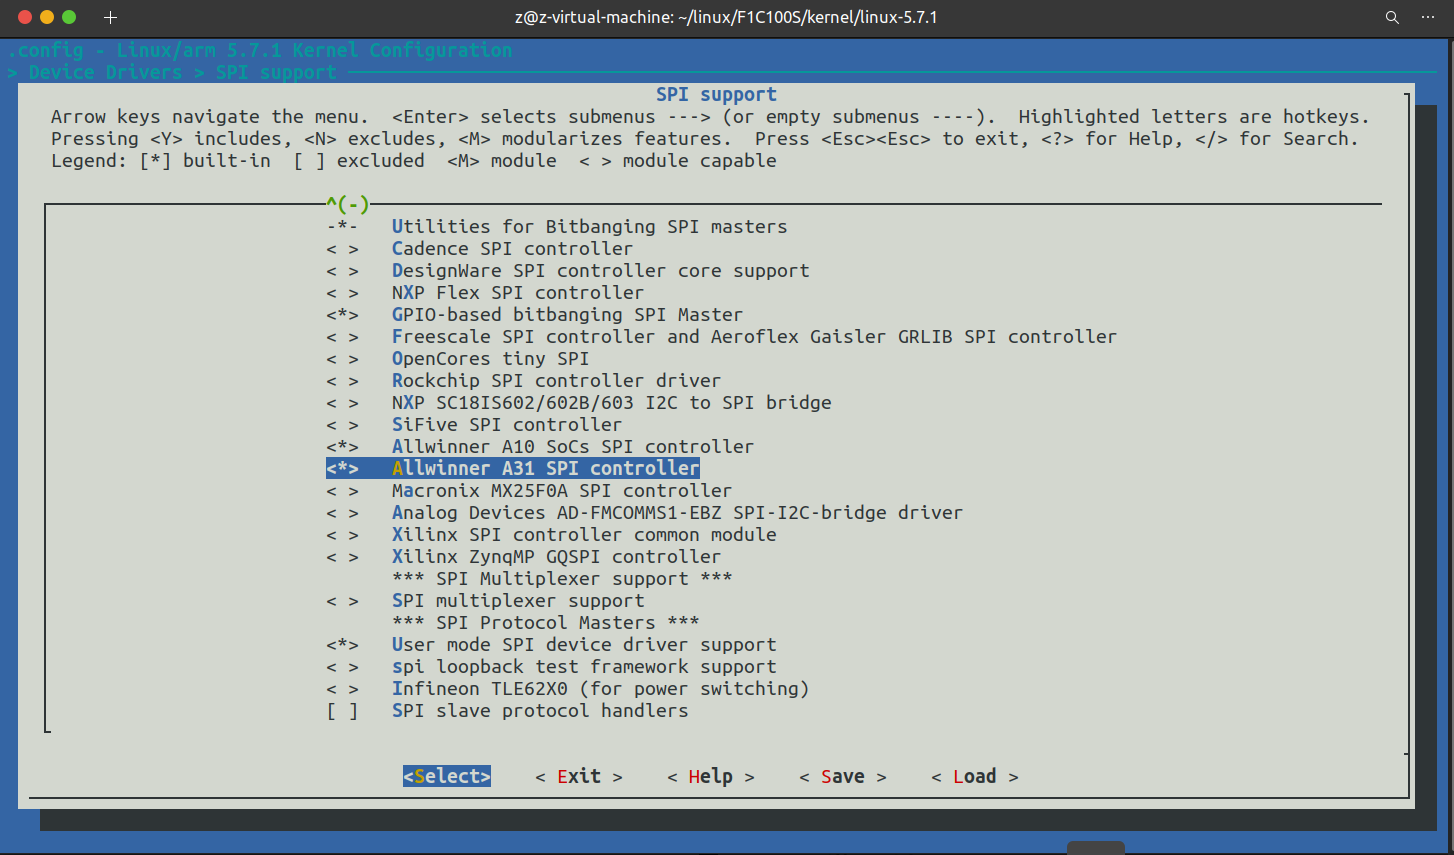 z@z-virtual-machine: ~/linux/F1C100S/kernel/linux-5.7.1
.config - Linux/arm 5.7.1 Kernel Configuration
> Device Drivers > SPI support
SPI support
Arrow keys navigate the menu.  <Enter> selects submenus ---> (or empty submenus ----).  Highlighted letters are hotkeys.
Pressing <Y> includes, <N> excludes, <M> modularizes features.  Press <Esc><Esc> to exit, <?> for Help, </> for Search.
Legend: [*] built-in  [ ] excluded  <M> module  < > module capable
^(-)
-*-   Utilities for Bitbanging SPI masters
< >   Cadence SPI controller
< >   DesignWare SPI controller core support
< >   NXP Flex SPI controller
<*>   GPIO-based bitbanging SPI Master
< >   Freescale SPI controller and Aeroflex Gaisler GRLIB SPI controller
< >   OpenCores tiny SPI
< >   Rockchip SPI controller driver
< >   NXP SC18IS602/602B/603 I2C to SPI bridge
< >   SiFive SPI controller
<*>   Allwinner A10 SoCs SPI controller
<*>   Allwinner A31 SPI controller
< >   Macronix MX25F0A SPI controller
< >   Analog Devices AD-FMCOMMS1-EBZ SPI-I2C-bridge driver
< >   Xilinx SPI controller common module
< >   Xilinx ZynqMP GQSPI controller
*** SPI Multiplexer support ***
< >   SPI multiplexer support
*** SPI Protocol Masters ***
<*>   User mode SPI device driver support
< >   spi loopback test framework support
< >   Infineon TLE62X0 (for power switching)
[ ]   SPI slave protocol handlers
<Select>    < Exit >    < Help >    < Save >    < Load >